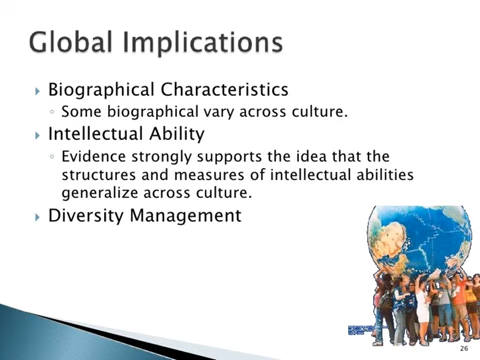 Global Implications
Biographical Characteristics
Some biographical vary across culture.
Intellectual Ability
Evidence strongly supports the idea that the
structures and measures of intellectual abilities
generalize across culture.
Diversity Management
26